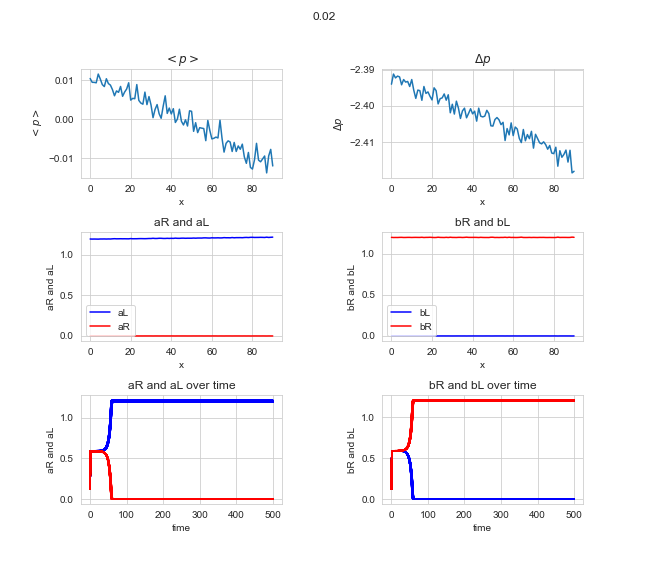 0.02
< p >
Δp
< p >
0.01
0.00
−0.01
0 20 40 60 80
x
Δp
−2.39
−2.40
−2.41
0 20 40 60 80
x
aR and aL
bR and bL
aR and aL
1.0
0.5
0.0
aL
aR
0 20 40 60 80
x
bR and bL
1.0
0.5
0.0
bL
bR
0 20 40 60 80
x
aR and aL over time
bR and bL over time
aR and aL
1.0
0.5
0.0
0 100 200 300 400 500
time
bR and bL
1.0
0.5
0.0
0 100 200 300 400 500
time